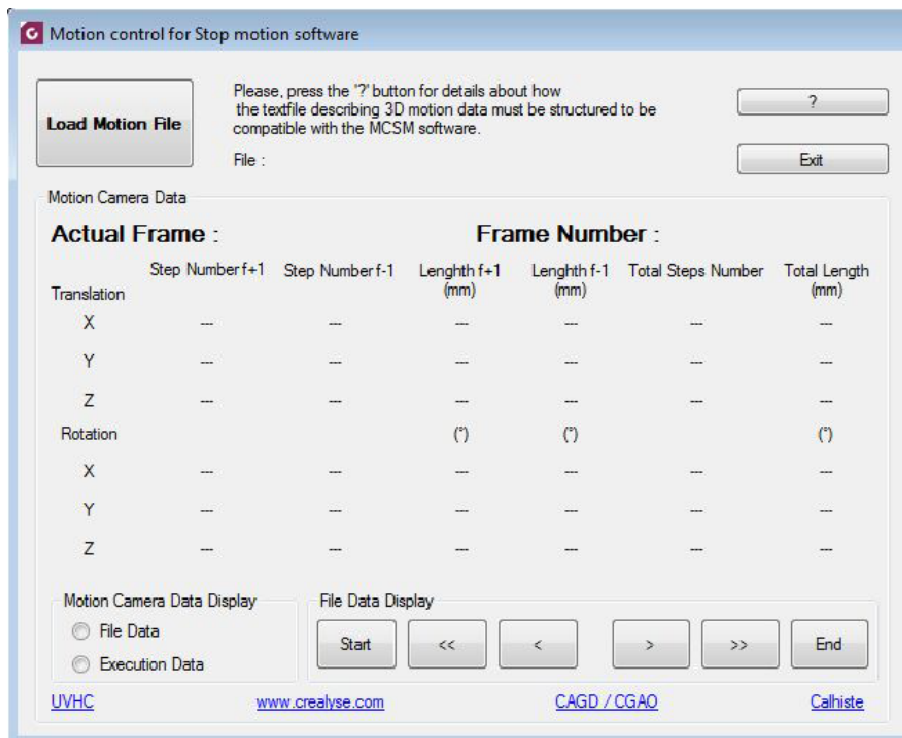 Motion control for Stop motion software
Load Motion File
Please, press the "?" button for details about how
the textfile describing 3D motion data must be structured to be
compatible with the MCSM software.
?
File :
Exit
Motion Camera Data
Actual Frame :
Frame Number :
Step Number f+1 Step Number f-1 Lenghth f+1 Lenghth f-1 Total Steps Number Total Length
Translation (mm) (mm) (mm)
X --- --- --- --- --- ---
Y --- --- --- --- --- ---
Z --- --- --- --- --- ---
Rotation (°) (°) (°)
X --- --- --- --- --- ---
Y --- --- --- --- --- ---
Z --- --- --- --- --- ---
Motion Camera Data Display
File Data
Execution Data
File Data Display
Start << < > >> End
UVHC www.crealyse.com CAGD / CGAO Calhiste